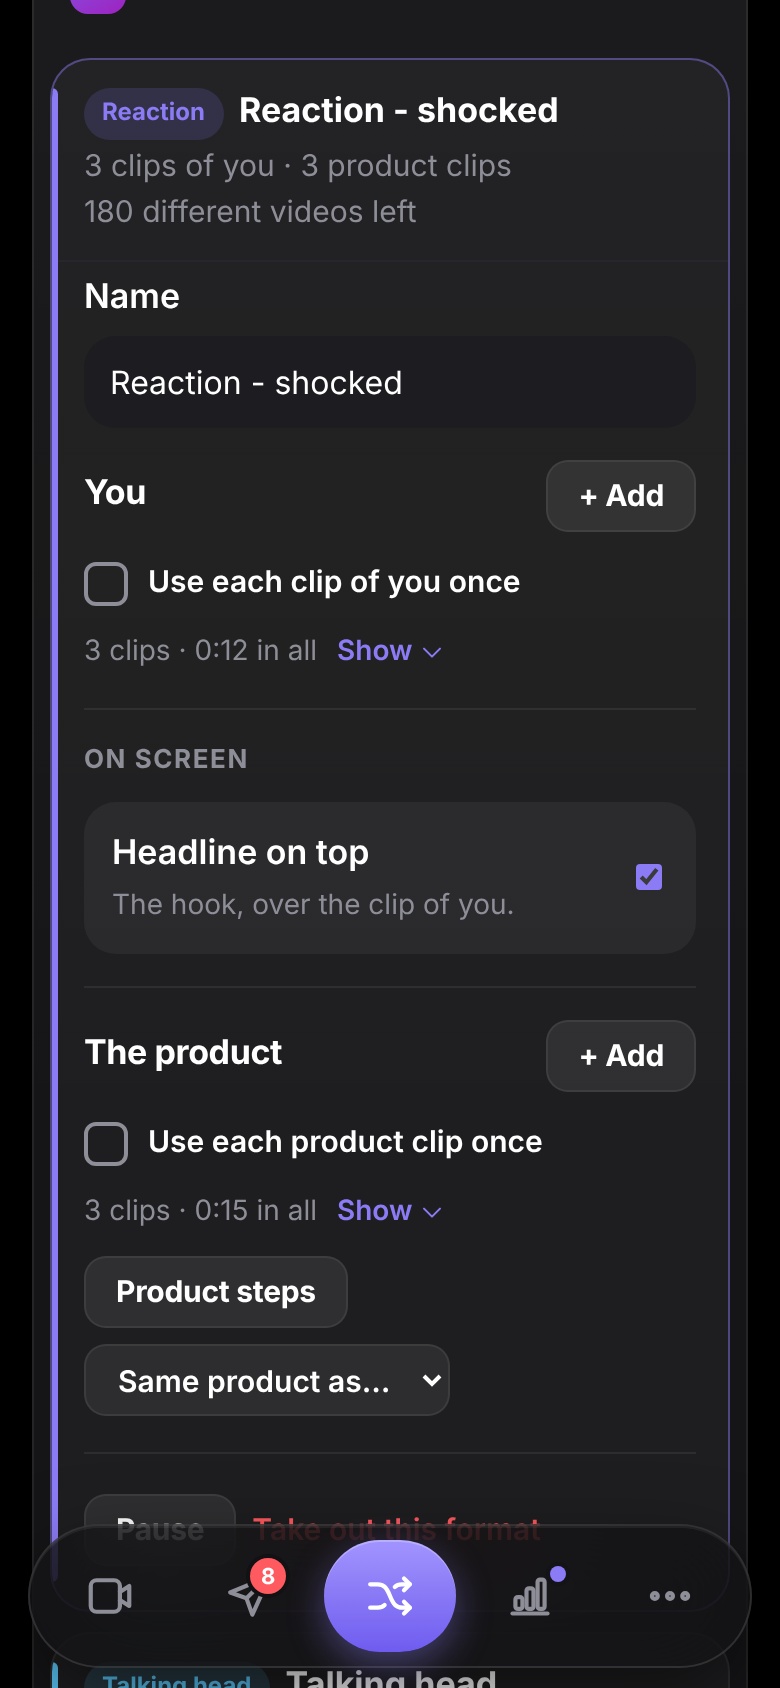 Reaction Reaction - shocked
3 clips of you · 3 product clips
180 different videos left
Name
Reaction - shocked
You
+ Add
Use each clip of you once
3 clips · 0:12 in all Show
ON SCREEN
Headline on top
The hook, over the clip of you.
The product
+ Add
Use each product clip once
3 clips · 0:15 in all Show
Product steps
Same product as...
Pause Take out this format
8
Talking head Talking head